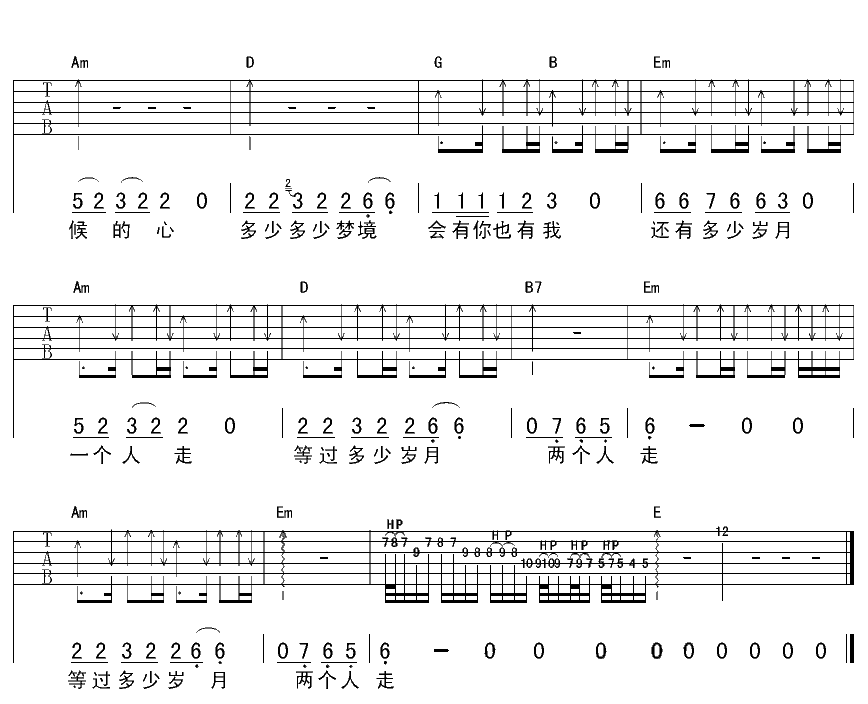 Am D G B Em
T A B
5 2 3 2 2 0 2 2 2 3 2 2 6 6 1 1 1 1 2 3 0 6 6 7 6 6 3 0
候 的 心 多少多少梦境 会有你也有我 还有多少岁月
Am D B7 Em
T A B
5 2 3 2 2 0 2 2 3 2 2 6 6 0 7 6 5 6 － 0 0
一个人 走 等过多少岁月 两个人 走
Am Em E
H P H P H P H P H P 12
T A B
7 8 7 9 7 8 7 9 8 8 9 8 10 9 10 9 7 9 7 5 7 5 4 5
2 2 3 2 2 6 6 0 7 6 5 6 － 0 0 0 0 0 0 0 0 0
等过多少岁 月 两个人 走